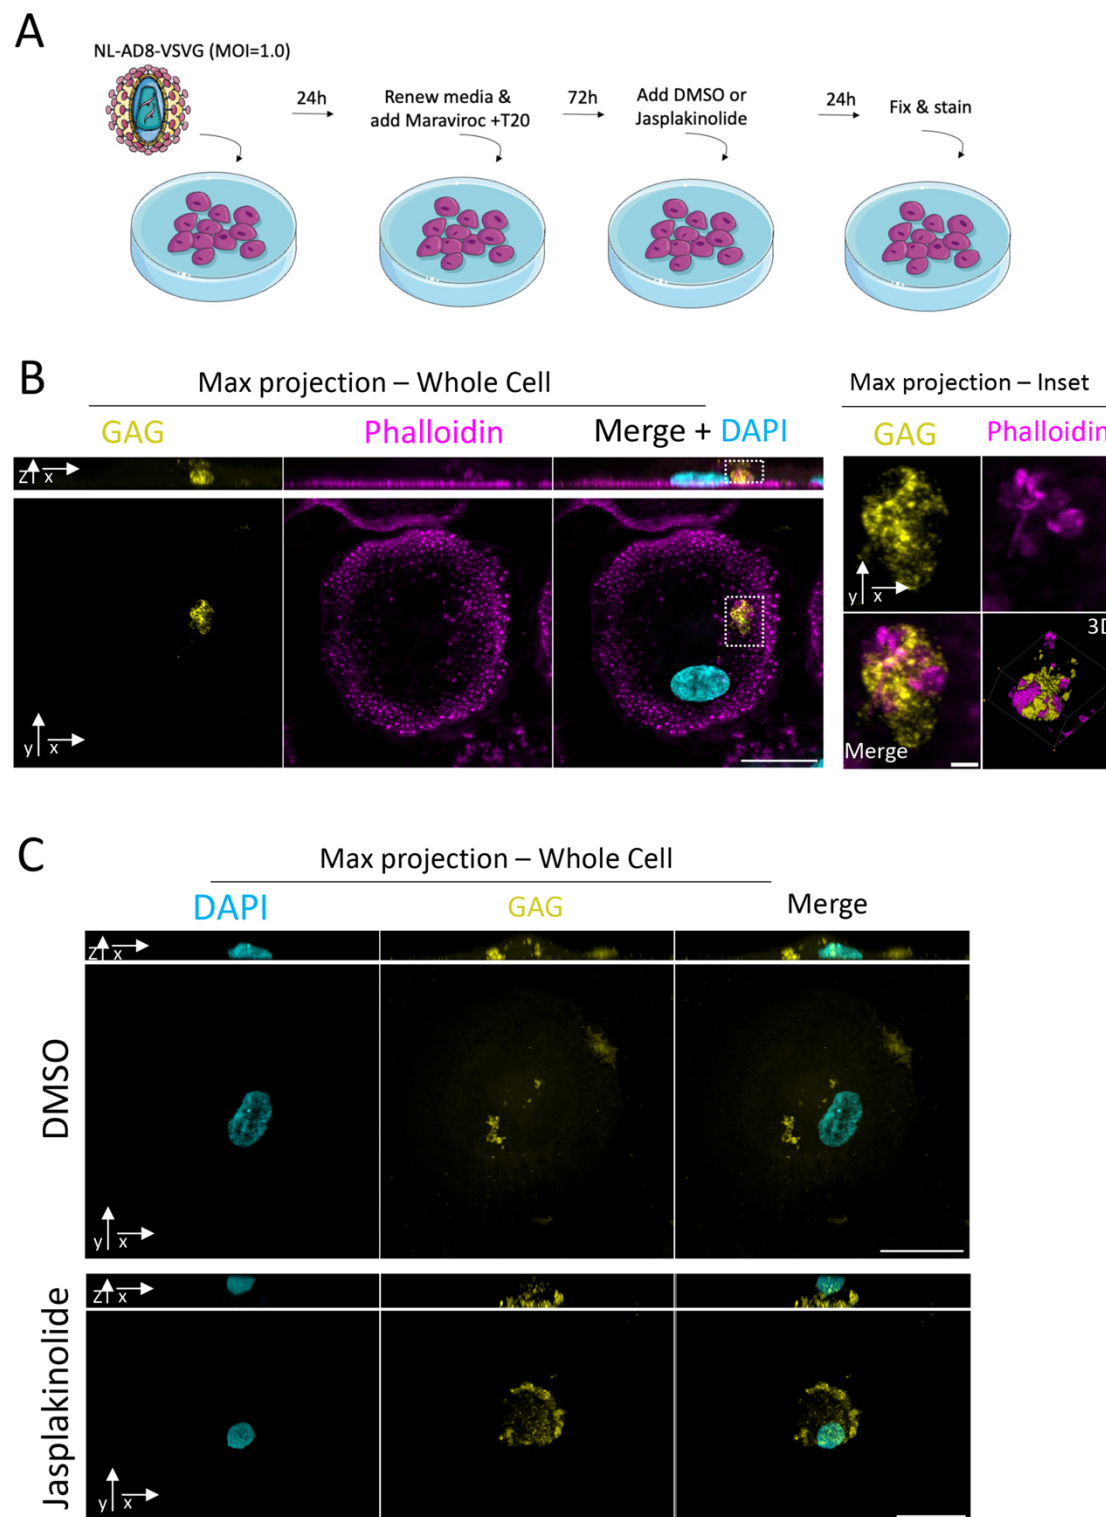 A
NL-AD8-VSVG (MOI=1.0)
24h
Renew media &
add Maraviroc +T20
72h
Add DMSO or
Jasplakinolide
24h
Fix & stain
B
Max projection – Whole Cell
Max projection – Inset
GAG
Phalloidin
Merge + DAPI
GAG
Phalloidin
Z
x
y
x
y
x
Merge
3D
C
Max projection – Whole Cell
DAPI
GAG
Merge
DMSO
Z
x
y
x
Jasplakinolide
Z
x
y
x